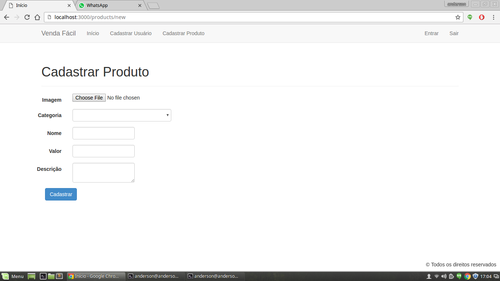 Início
WhatsApp
localhost:3000/products/new
Venda Fácil Início Cadastrar Usuário Cadastrar Produto Entrar Sair
Cadastrar Produto
Imagem Choose File No file chosen
Categoria
Nome
Valor
Descrição
Cadastrar
© Todos os direitos reservados
Menu Início - Google Chro... anderson@anderso... anderson@anderso... 17:04